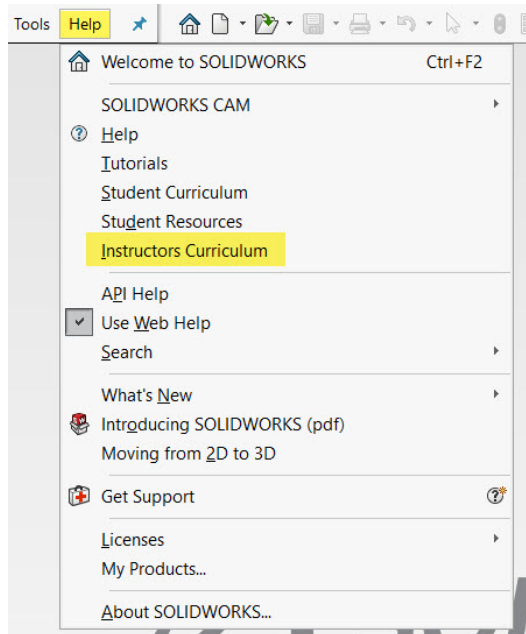 Tools Help
Welcome to SOLIDWORKS Ctrl+F2
SOLIDWORKS CAM
Help
Tutorials
Student Curriculum
Student Resources
Instructors Curriculum
API Help
Use Web Help
Search
What's New
Introducing SOLIDWORKS (pdf)
Moving from 2D to 3D
Get Support
Licenses
My Products...
About SOLIDWORKS...